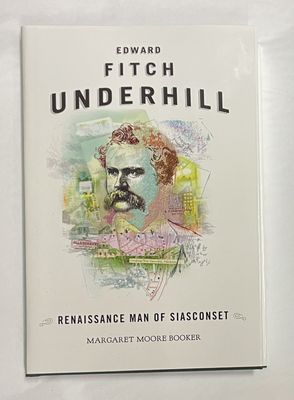 EDWARD
FITCH
UNDERHILL
RENAISSANCE MAN OF SIASCONSET
MARGARET MOORE BOOKER